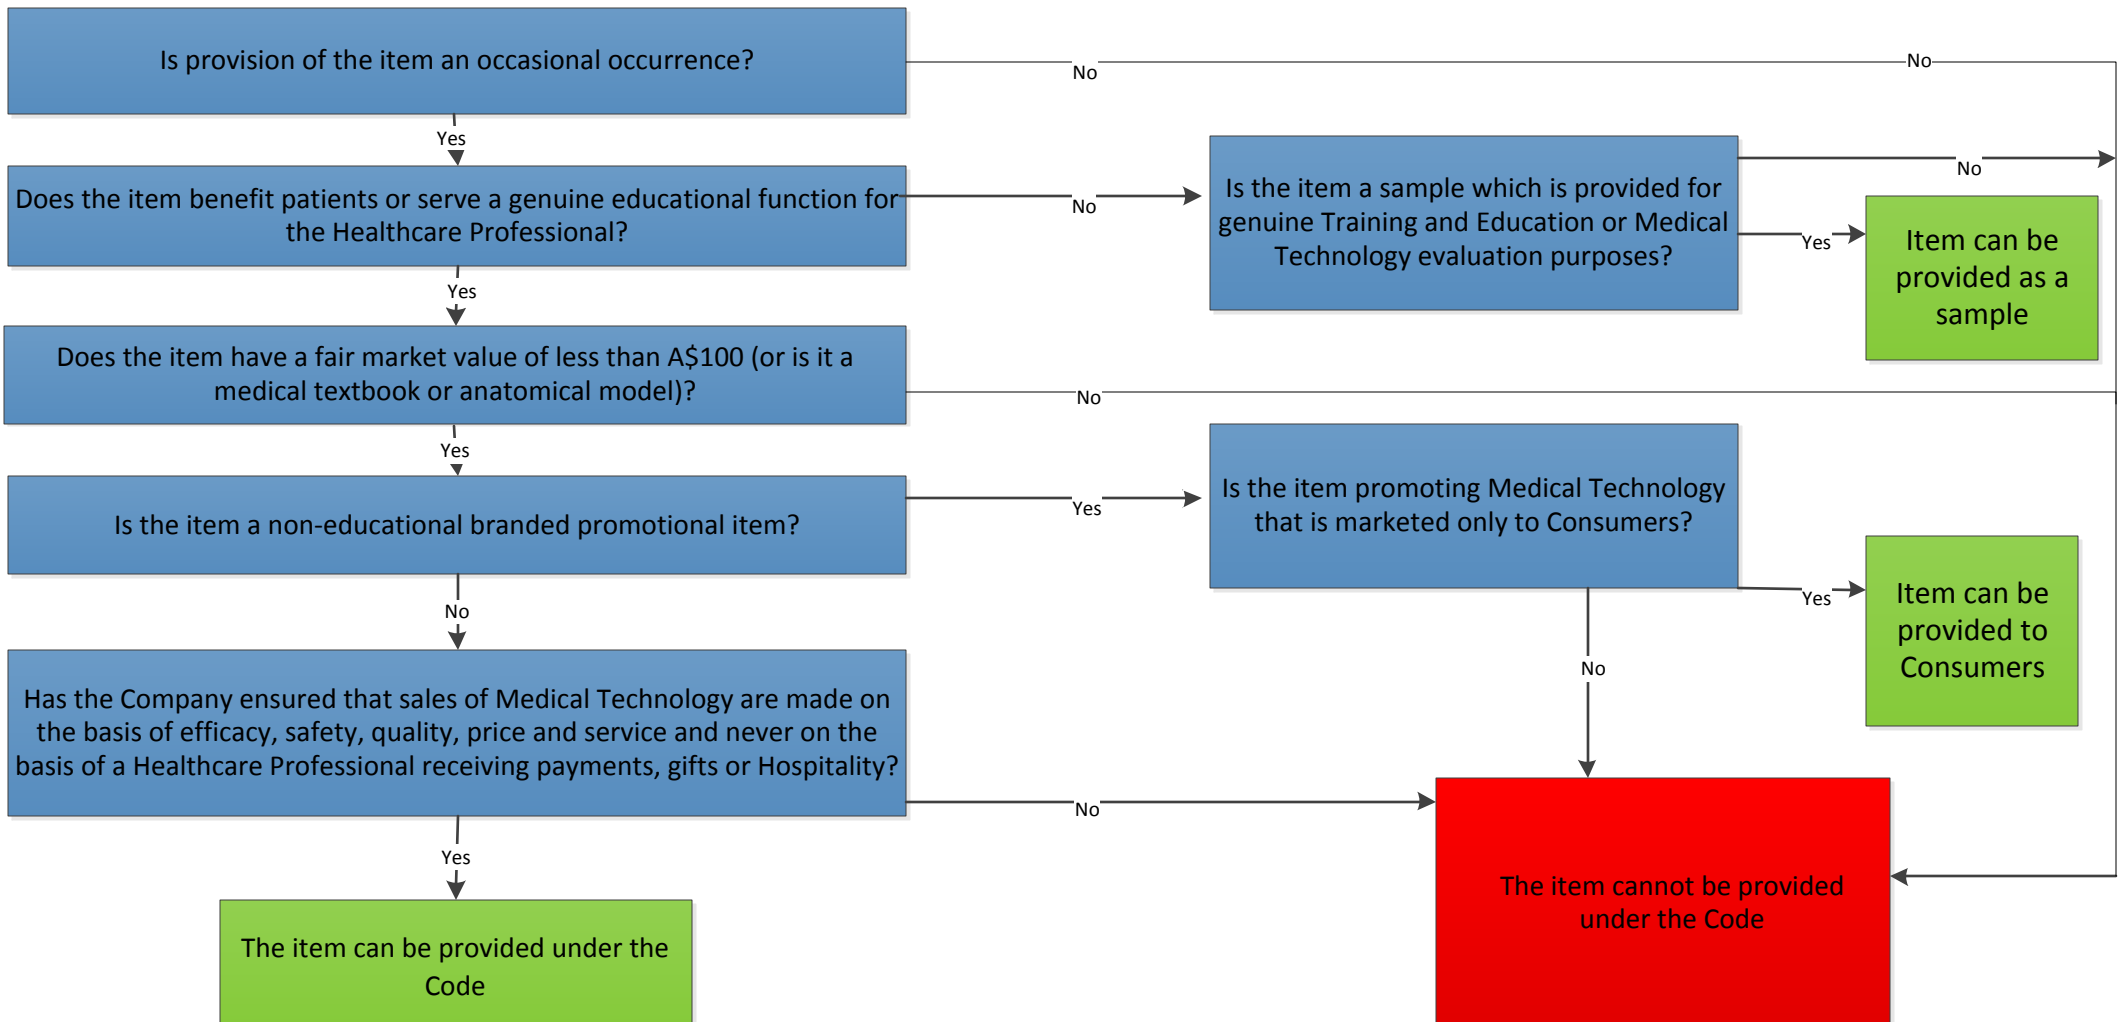 Is provision of the item an occasional occurrence?
No
No
Yes
Does the item benefit patients or serve a genuine educational function for
the Healthcare Professional?
No
Is the item a sample which is provided for
genuine Training and Education or Medical
Technology evaluation purposes?
No
Yes
Item can be
provided as a
sample
Yes
Does the item have a fair market value of less than A$100 (or is it a
medical textbook or anatomical model)?
No
Yes
Is the item a non-educational branded promotional item?
Yes
Is the item promoting Medical Technology
that is marketed only to Consumers?
Yes
Item can be
provided to
Consumers
No
No
Has the Company ensured that sales of Medical Technology are made on
the basis of efficacy, safety, quality, price and service and never on the
basis of a Healthcare Professional receiving payments, gifts or Hospitality?
No
Yes
The item cannot be provided
under the Code
The item can be provided under the
Code